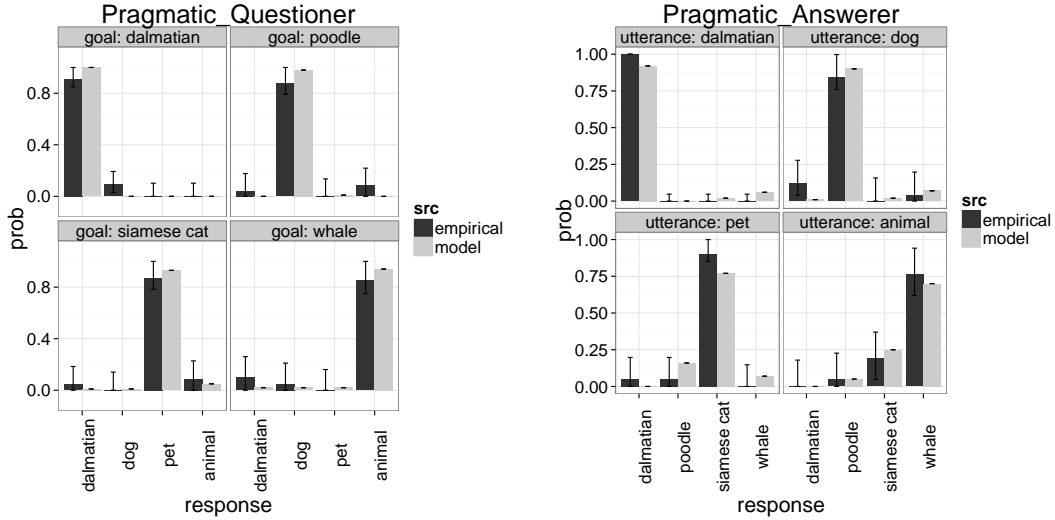 Pragmatic_Questioner
goal: dalmatian goal: poodle
0.8
0.4
0.0
goal: siamese cat goal: whale
0.8
0.4
0.0
prob
dalmatian dog pet animal dalmatian dog pet animal
response
src
empirical
model
Pragmatic_Answerer
utterance: dalmatian utterance: dog
1.00
0.75
0.50
0.25
0.00
utterance: pet utterance: animal
1.00
0.75
0.50
0.25
0.00
prob
dalmatian poodle siamese cat whale dalmatian poodle siamese cat whale
response
src
empirical
model